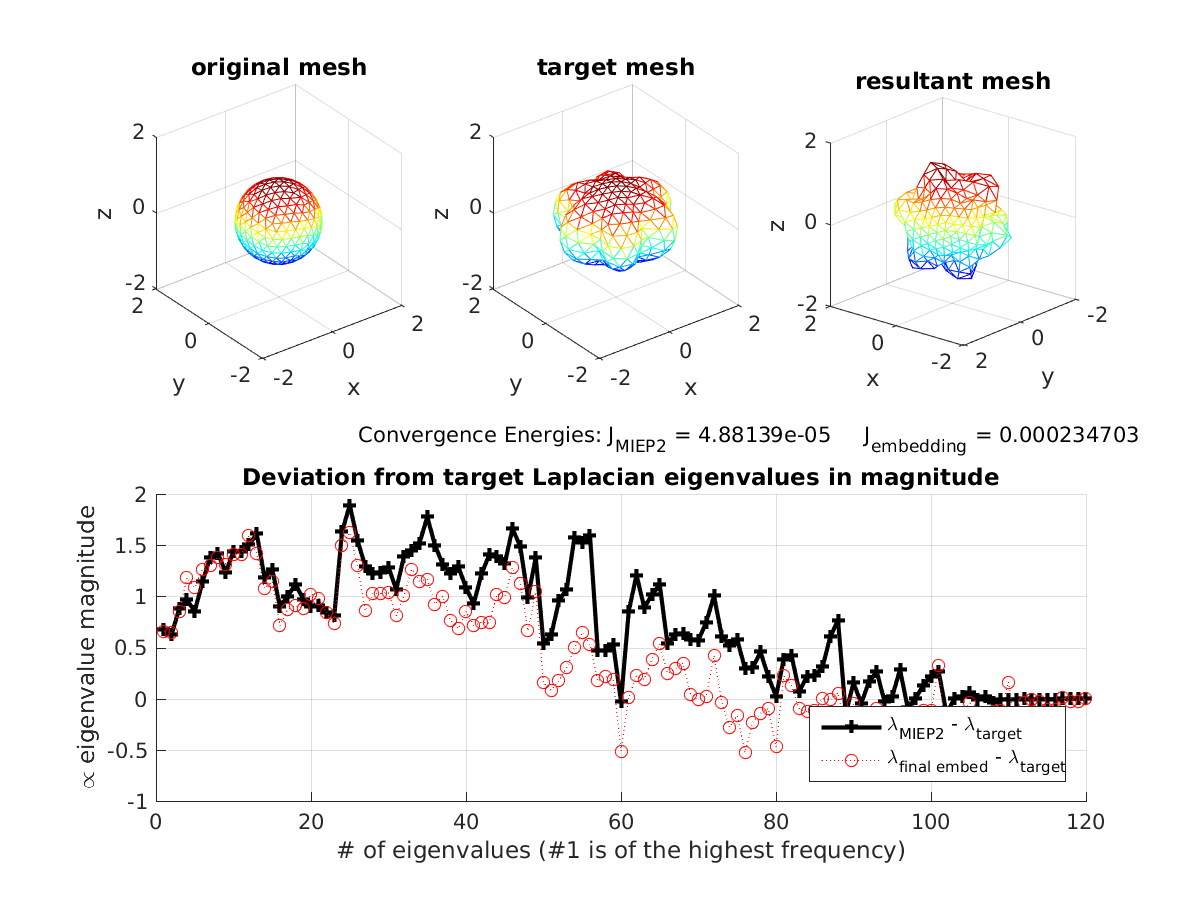 original mesh
target mesh
resultant mesh
2
0
-2
z
2
0
-2
y
-2
0
2
x
2
0
-2
z
2
0
-2
y
-2
0
2
x
2
0
-2
z
2
0
-2
x
2
0
-2
y
Convergence Energies: J_MIEP2 = 4.88139e-05 J_embedding = 0.000234703
Deviation from target Laplacian eigenvalues in magnitude
∝ eigenvalue magnitude
2
1.5
1
0.5
0
-0.5
-1
λ_MIEP2 - λ_target
λ_final embed - λ_target
0 20 40 60 80 100 120
# of eigenvalues (#1 is of the highest frequency)